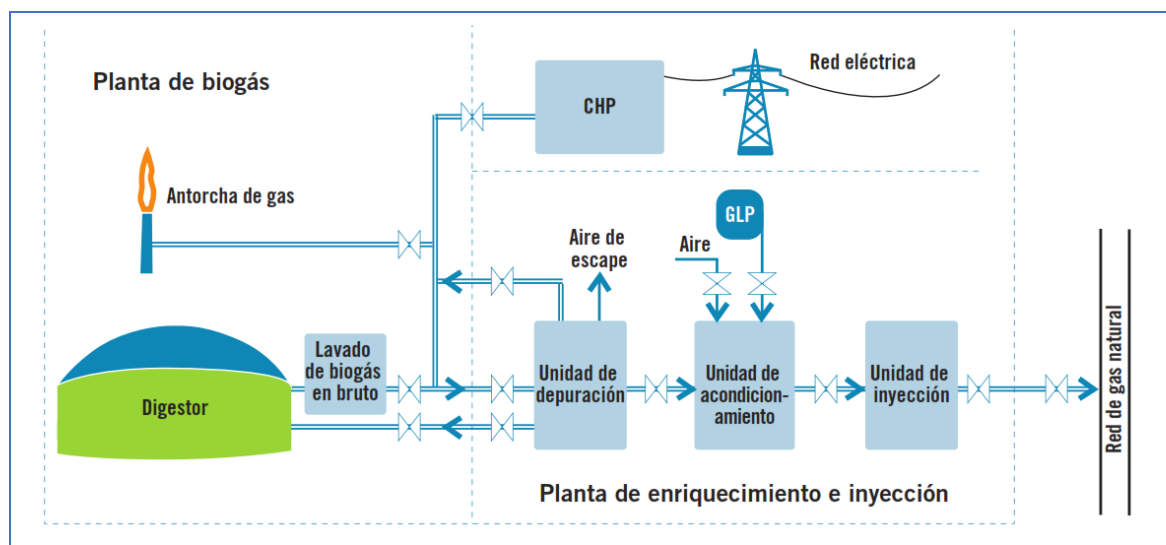 Planta de biogás
Antorcha de gas
CHP
Red eléctrica
Aire de
escape
Aire
GLP
Digestor
Lavado
de biogás
en bruto
Unidad de
depuración
Unidad de
acondicion-
amiento
Unidad de
inyección
Red de gas natural
Planta de enriquecimiento e inyección